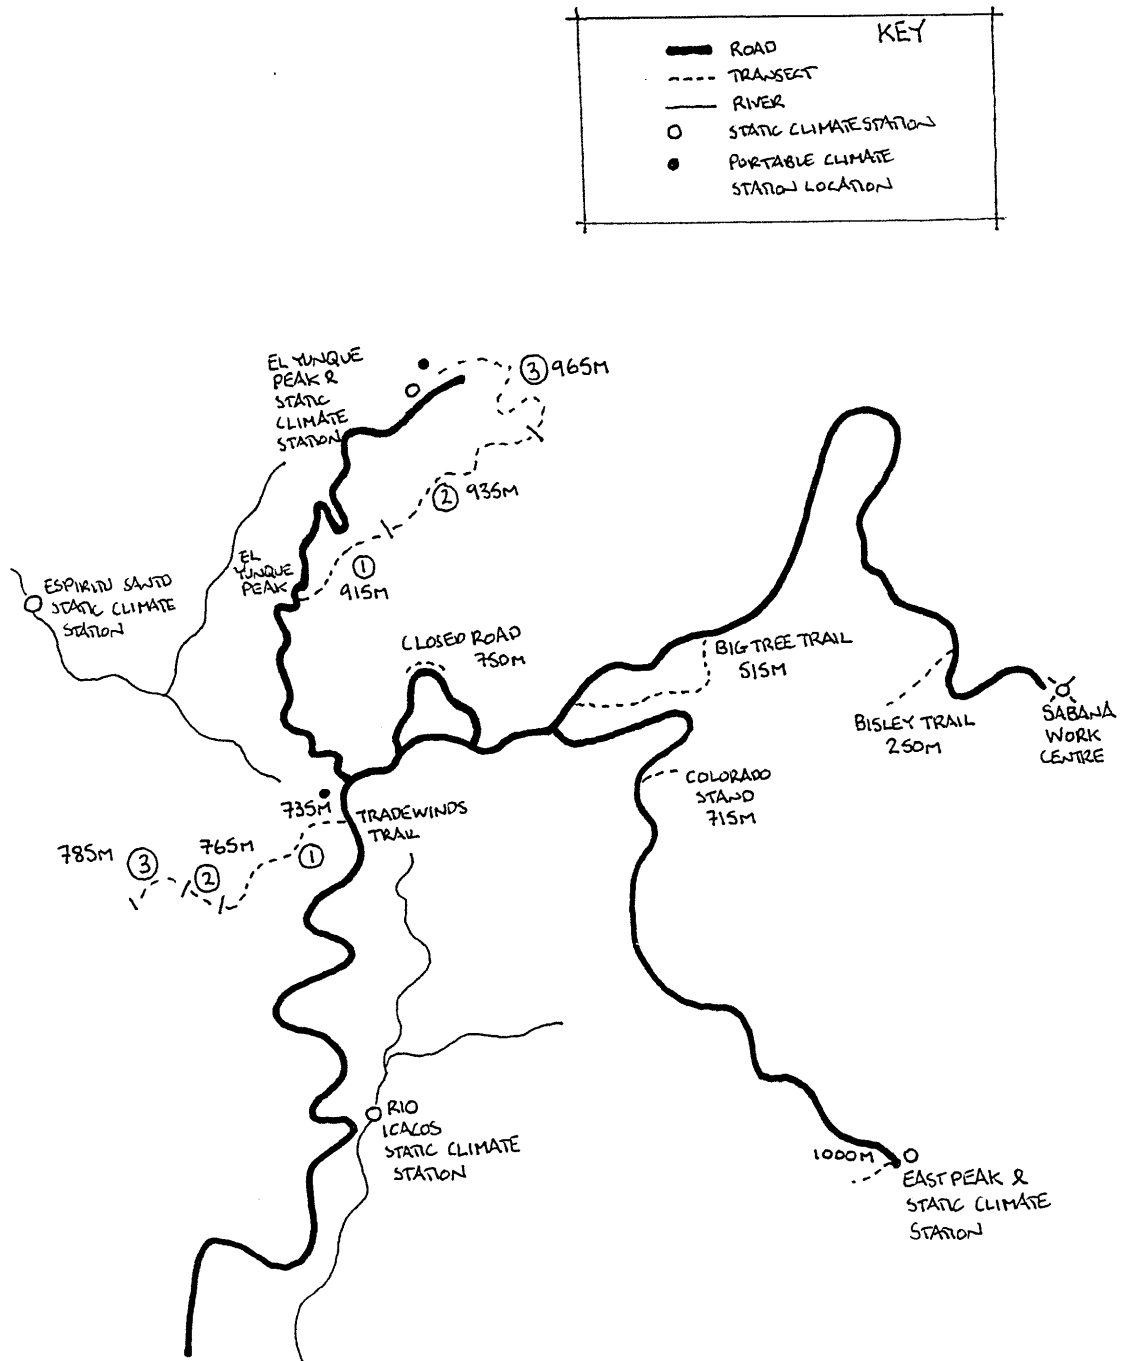 KEY
ROAD
TRANSECT
RIVER
STATIC CLIMATE STATION
PORTABLE CLIMATE
STATION LOCATION
EL YUNQUE
PEAK &
STATIC
CLIMATE
STATION
3 965M
2 935M
1
915M
EL
YUNQUE
PEAK
ESPIRITU SANTO
STATIC CLIMATE
STATION
CLOSED ROAD
750M
BIG TREE TRAIL
515M
BISLEY TRAIL
250M
SABANA
WORK
CENTRE
COLORADO
STAND
715M
735M
TRADEWINDS
TRAIL
785M 3
765M
2
1
RIO
ICACOS
STATIC CLIMATE
STATION
1000M
EAST PEAK &
STATIC CLIMATE
STATION